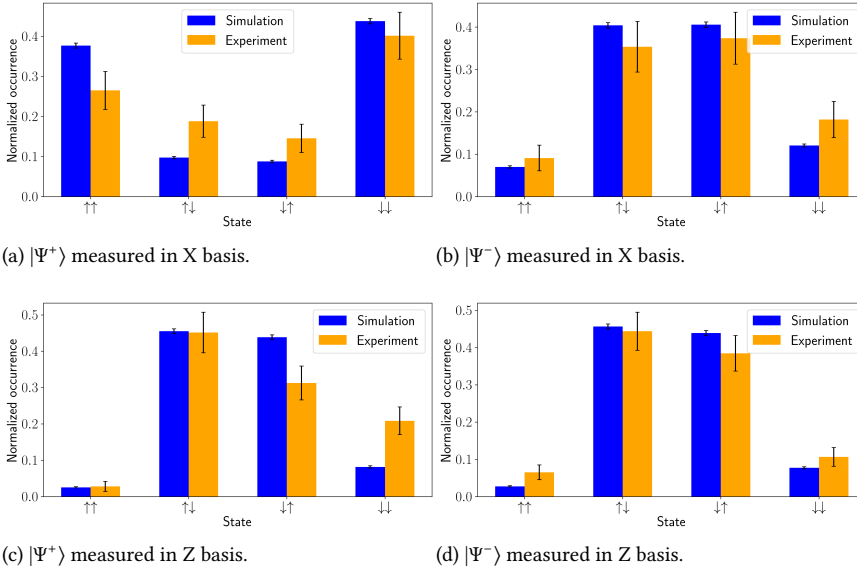 Normalized occurrence
0.4
0.3
0.2
0.1
0.0
Simulation
Experiment
↑↑ ↑↓ ↓↑ ↓↓
State
(a) |Ψ⁺⟩ measured in X basis.
Normalized occurrence
0.4
0.3
0.2
0.1
0.0
Simulation
Experiment
↑↑ ↑↓ ↓↑ ↓↓
State
(b) |Ψ⁻⟩ measured in X basis.
Normalized occurrence
0.5
0.4
0.3
0.2
0.1
0.0
Simulation
Experiment
↑↑ ↑↓ ↓↑ ↓↓
State
(c) |Ψ⁺⟩ measured in Z basis.
Normalized occurrence
0.5
0.4
0.3
0.2
0.1
0.0
Simulation
Experiment
↑↑ ↑↓ ↓↑ ↓↓
State
(d) |Ψ⁻⟩ measured in Z basis.